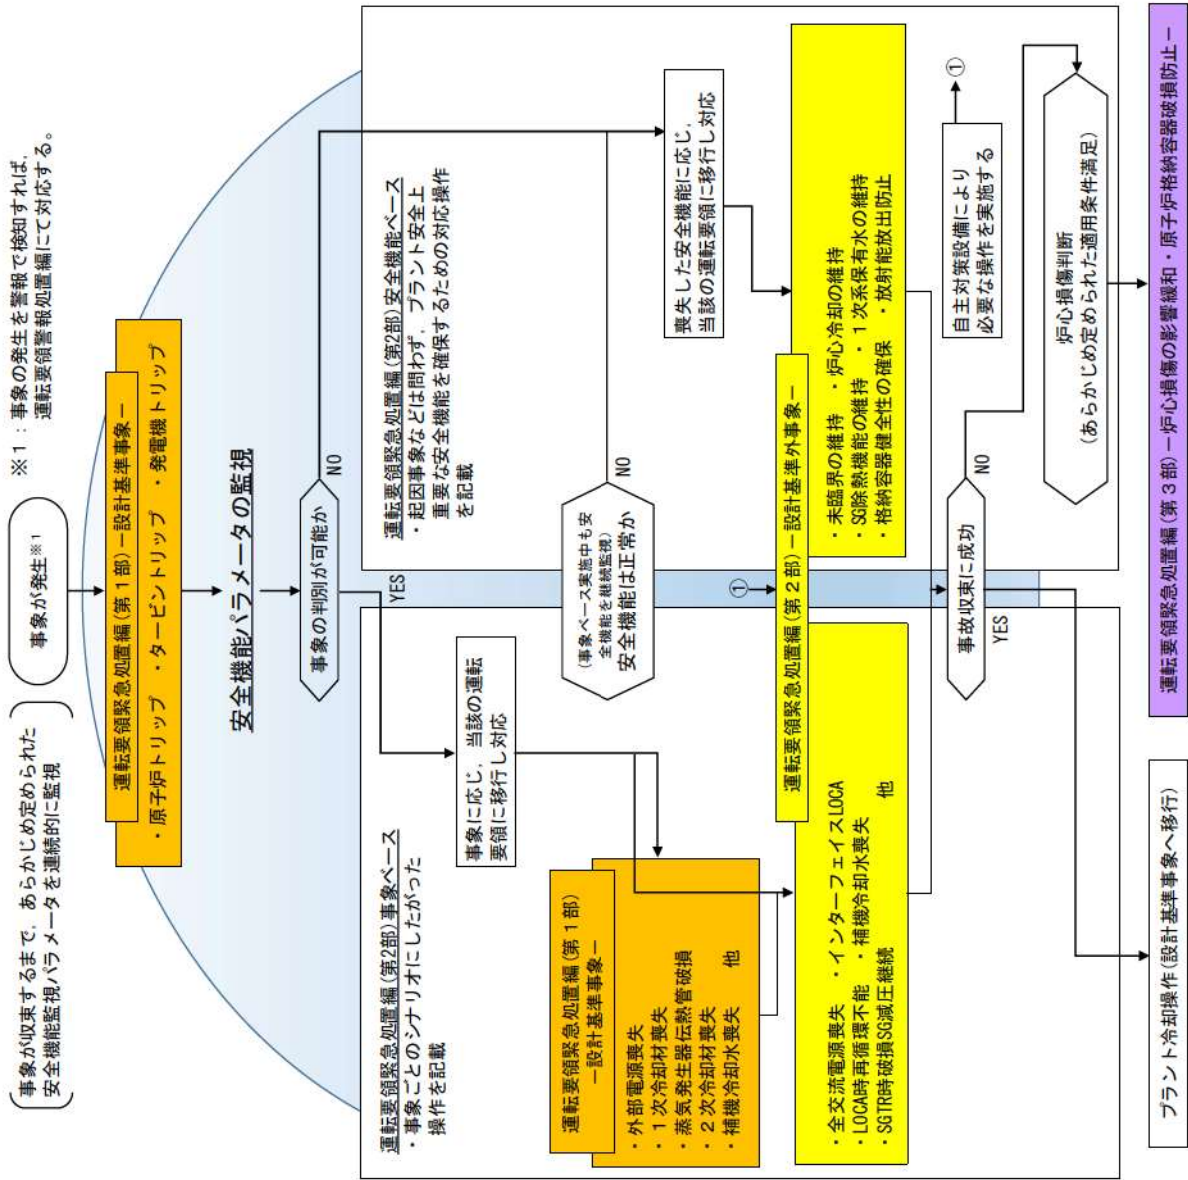 事象が収束するまで，あらかじめ定められた
安全機能監視パラメータを連続的に監視
事象が発生※1
※1：事象の発生を警報で検知すれば，
運転要領警報処置編にて対応する。
運転要領緊急処置編(第１部)－設計基準事象－
・原子炉トリップ ・タービントリップ ・発電機トリップ
安全機能パラメータの監視
事象の判別が可能か
NO
YES
運転要領緊急処置編(第2部)事象ベース
・事象ごとのシナリオにしたがった
操作を記載
運転要領緊急処置編(第2部)安全機能ベース
・起因事象などは問わず，プラント安全上
重要な安全機能を確保するための対応操作
を記載
事象に応じ，当該の運転
要領に移行し対応
(事象ベース実施中も安
全機能を継続監視)
安全機能は正常か
NO
喪失した安全機能に応じ，
当該の運転要領に移行し対応
運転要領緊急処置編(第１部)
－設計基準事象－
・外部電源喪失
・１次冷却材喪失
・蒸気発生器伝熱管破損
・２次冷却材喪失
・補機冷却水喪失 他
①
運転要領緊急処置編(第２部)－設計基準外事象－
・全交流電源喪失 ・インターフェイスLOCA
・LOCA時再循環不能 ・補機冷却水喪失
・SGTR時破損SG減圧継続 他
・未臨界の維持 ・炉心冷却の維持
・SG除熱機能の維持 ・１次系保有水の維持
・格納容器健全性の確保 ・放射能放出防止
事故収束に成功
NO
YES
自主対策設備により
必要な操作を実施する
①
炉心損傷判断
(あらかじめ定められた適用条件満足)
プラント冷却操作(設計基準事象へ移行)
運転要領緊急処置編(第３部)－炉心損傷の影響緩和・原子炉格納容器破損防止－